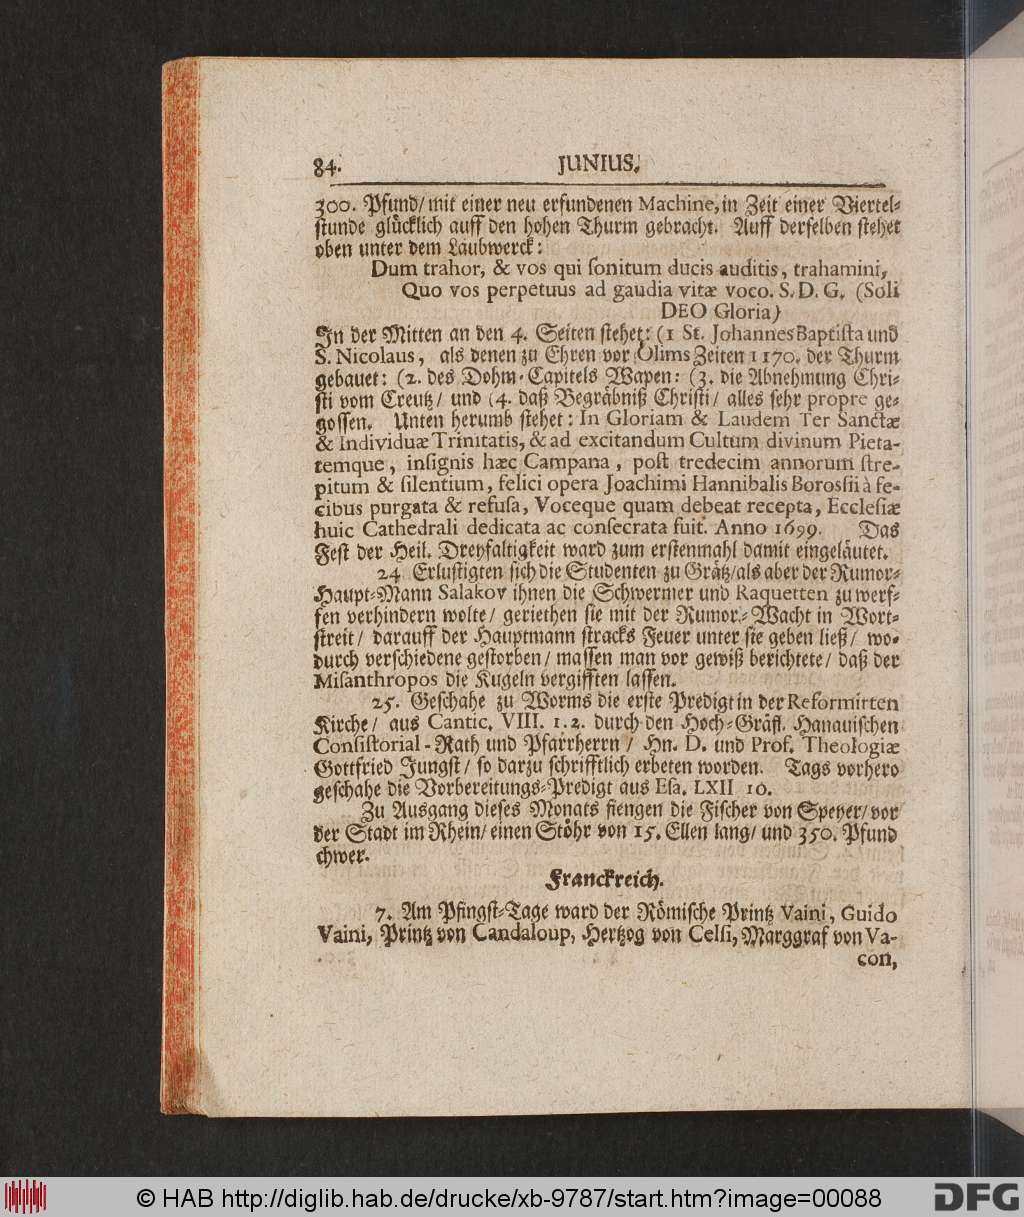 84. JUNIUS.
300. Pfund/ mit einer neu erfundenen Machine, in Zeit einer Viertel-
stunde glücklich auff den hohen Thurm gebracht. Auff derselben stehet
oben unter dem Laubwerck:
Dum trahor, & vos qui sonitum ducis auditis, trahamini,
Quo vos perpetuus ad gaudia vitæ voco. S. D. G. (Soli
DEO Gloria)
In der Mitten an den 4. Seiten stehet: (1 St. Johannes Baptista und
S. Nicolaus, als denen zu Ehren vor Olims Zeiten 1170. der Thurm
gebauet: (2. des Dohm-Capitels Wapen: (3. die Abnehmung Chri-
sti vom Creutz/ und (4. daß Begräbniß Christi/ alles sehr propre ge-
gossen. Unten herumb stehet: In Gloriam & Laudem Ter Sanctæ
& Individuæ Trinitatis, & ad excitandum Cultum divinum Pieta-
temque, insignis hæc Campana, post tredecim annorum stre-
pitum & silentium, felici opera Joachimi Hannibalis Borossii à fe-
cibus purgata & refusa, Voceque quam debeat recepta, Ecclesiæ
huic Cathedrali dedicata ac consecrata fuit. Anno 1699. Das
Fest der Heil. Dreyfaltigkeit ward zum erstenmahl damit eingeläutet.
24 Erlustigten sich die Studenten zu Grätz/ als aber der Rumor-
Haupt-Mann Salakov ihnen die Schwermer und Raquetten zu werf-
fen verhindern wolte/ geriethen sie mit der Rumor-Wacht in Wort-
streit/ darauff der Hauptmann stracks Feuer unter sie geben ließ/ wo-
durch verschiedene gestorben/ massen man vor gewiß berichtete/ daß der
Misanthropos die Kugeln vergifften lassen.
25. Geschahe zu Worms die erste Predigt in der Reformirten
Kirche/ aus Cantic. VIII. 1.2. durch den Hoch-Gräfl. Hanauischen
Consistorial-Rath und Pfarrherrn/ Hn. D. und Prof. Theologiæ
Gottfried Jungst/ so darzu schrifftlich erbeten worden. Tags vorhero
geschahe die Vorbereitungs-Predigt aus Esa. LXII 10.
Zu Ausgang dieses Monats fiengen die Fischer von Speyer/ vor
der Stadt im Rhein/ einen Stöhr von 15. Ellen lang/ und 350. Pfund
chwer.
Franckreich.
7. Am Pfingst-Tage ward der Römische Printz Vaini, Guido
Vaini, Printz von Candaloup, Hertzog von Celsi, Marggraf von Va-
con,
© HAB http://diglib.hab.de/drucke/xb-9787/start.htm?image=00088 DFG